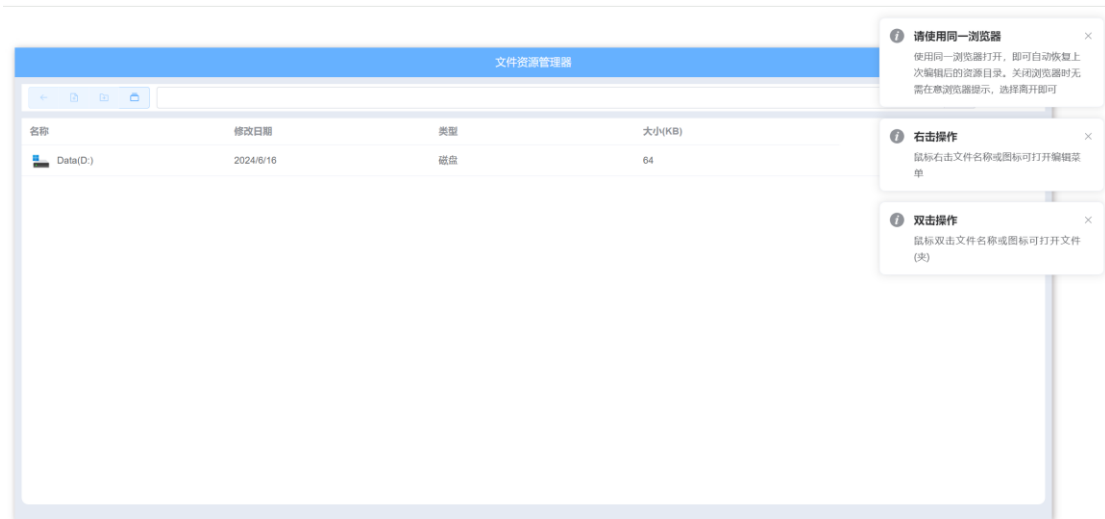 文件资源管理器
名称 修改日期 类型 大小(KB)
Data(D:) 2024/6/16 磁盘 64
请使用同一浏览器
使用同一浏览器打开，即可自动恢复上
次编辑后的资源目录。关闭浏览器时无
需在意浏览器提示，选择离开即可
右击操作
鼠标右击文件名称或图标可打开编辑菜
单
双击操作
鼠标双击文件名称或图标可打开文件
(夹)